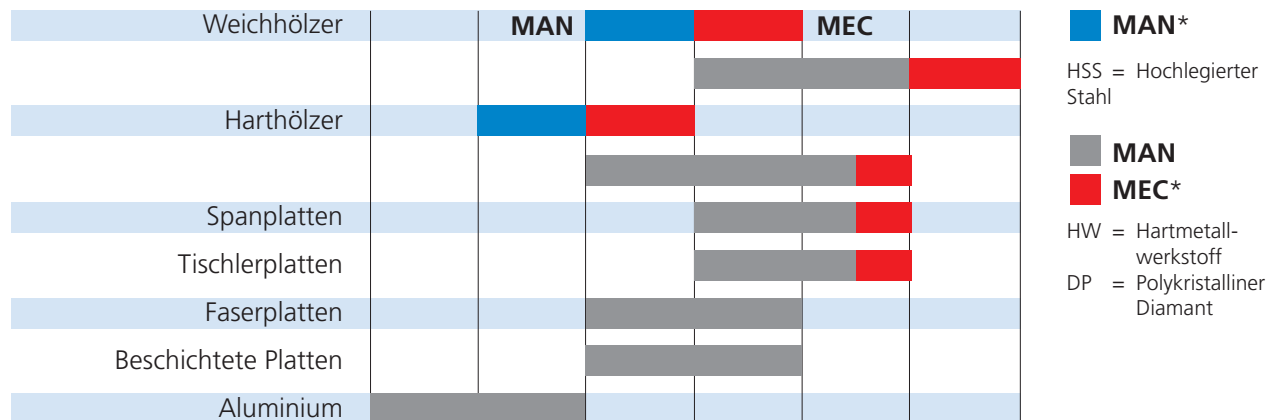 Weichhölzer MAN MEC
Harthölzer
Spanplatten
Tischlerplatten
Faserplatten
Beschichtete Platten
Aluminium
MAN*
HSS = Hochlegierter
Stahl
MAN
MEC*
HW = Hartmetall-
werkstoff
DP = Polykristalliner
Diamant